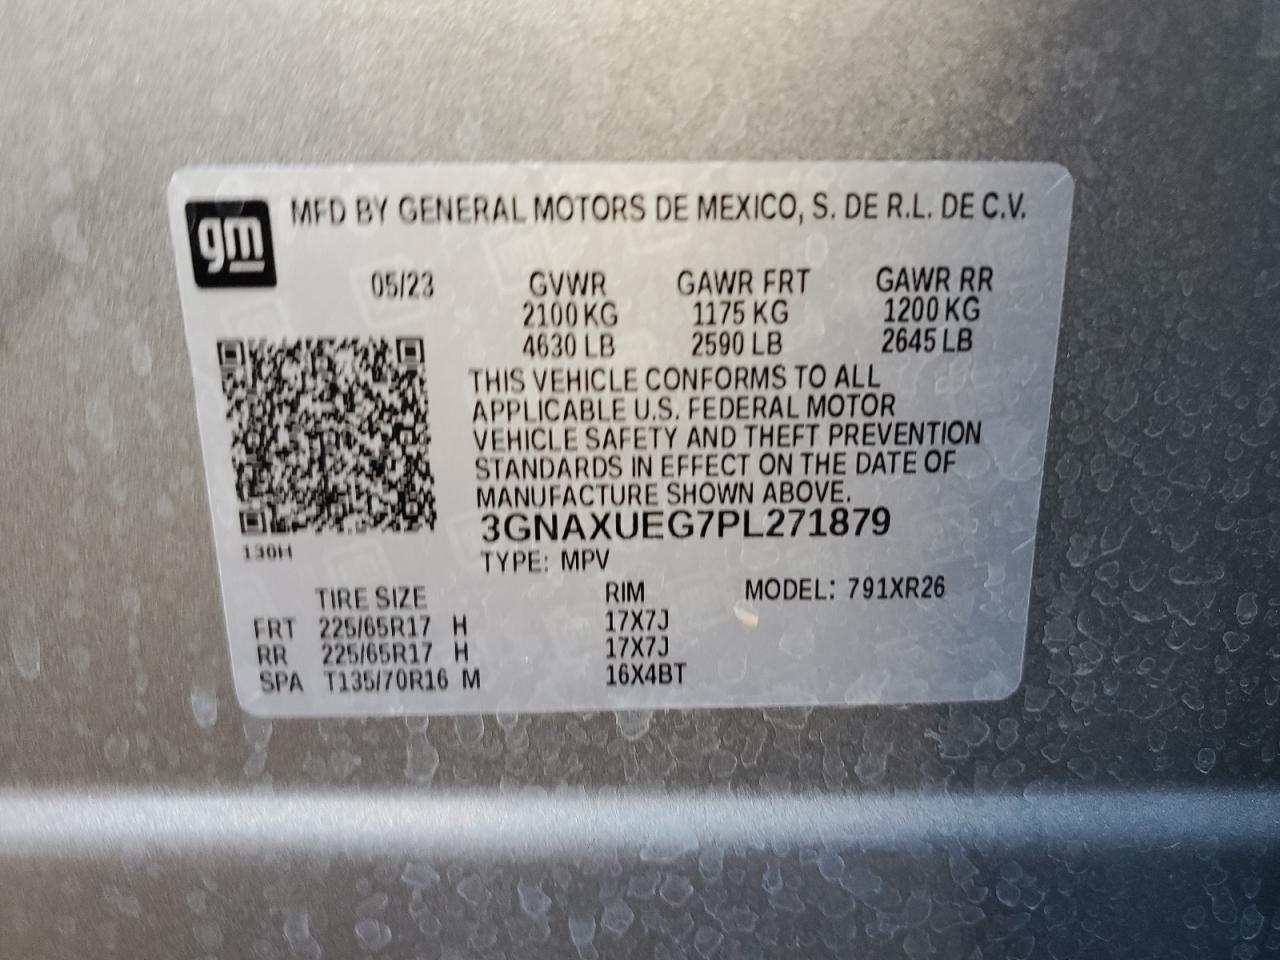 gm MFD BY GENERAL MOTORS DE MEXICO, S. DE R.L. DE C.V.
05/23 GVWR GAWR FRT GAWR RR
2100 KG 1175 KG 1200 KG
4630 LB 2590 LB 2645 LB
THIS VEHICLE CONFORMS TO ALL
APPLICABLE U.S. FEDERAL MOTOR
VEHICLE SAFETY AND THEFT PREVENTION
STANDARDS IN EFFECT ON THE DATE OF
MANUFACTURE SHOWN ABOVE.
3GNAXUEG7PL271879
130H
TYPE: MPV
TIRE SIZE RIM MODEL: 791XR26
FRT 225/65R17 H 17X7J
RR 225/65R17 H 17X7J
SPA T135/70R16 M 16X4BT